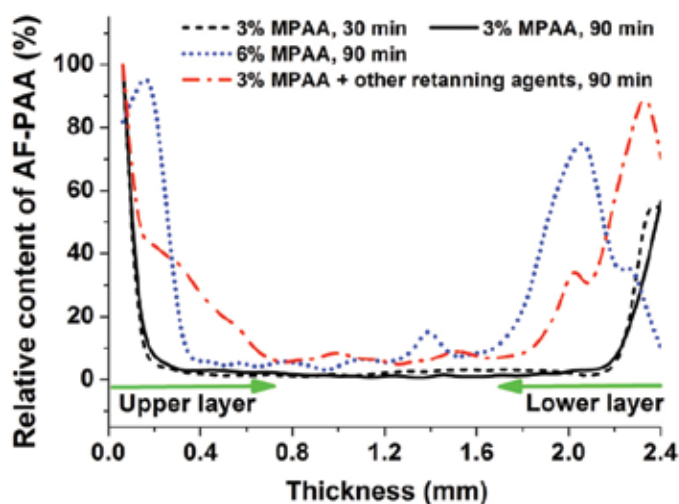 3% MPAA, 30 min 3% MPAA, 90 min
6% MPAA, 90 min
3% MPAA + other retanning agents, 90 min
Relative content of AF-PAA (%)
100
80
60
40
20
0
Upper layer Lower layer
0.0 0.4 0.8 1.2 1.6 2.0 2.4
Thickness (mm)